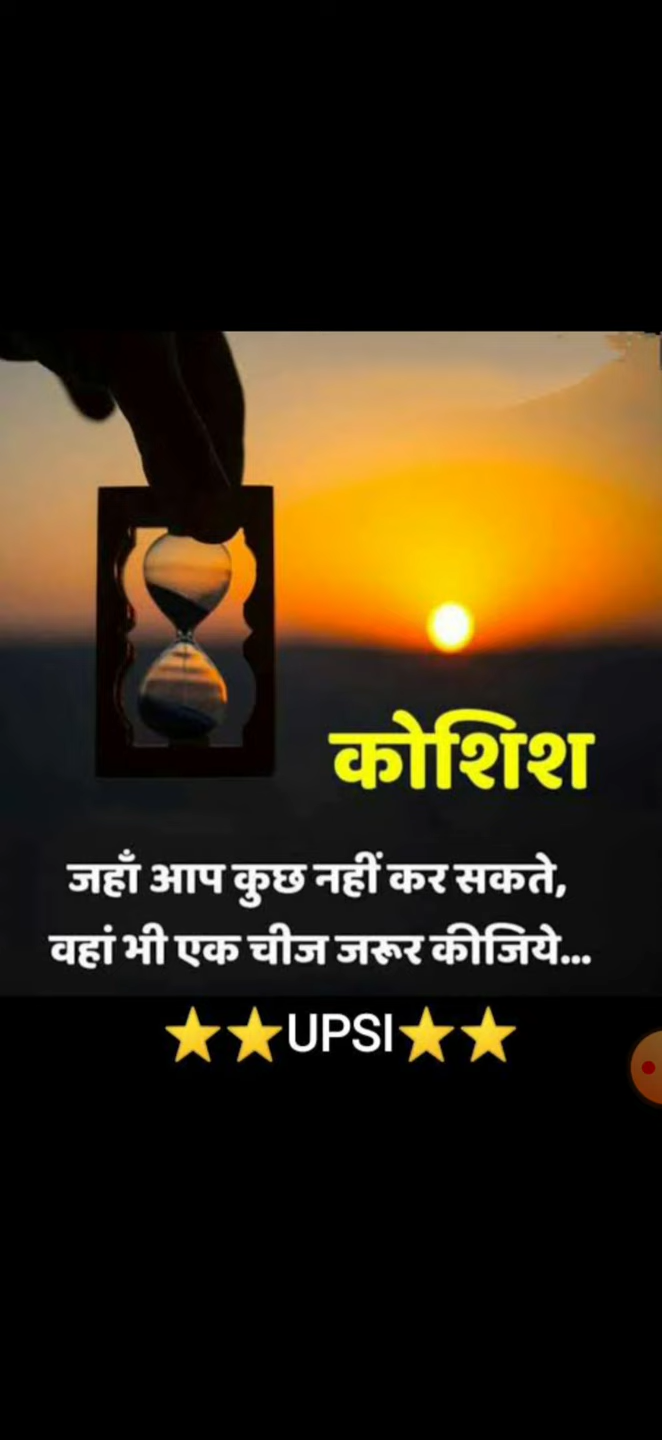 कोशिश
जहाँ आप कुछ नहीं कर सकते,
वहां भी एक चीज जरूर कीजिये...
⭐⭐UPSI⭐⭐